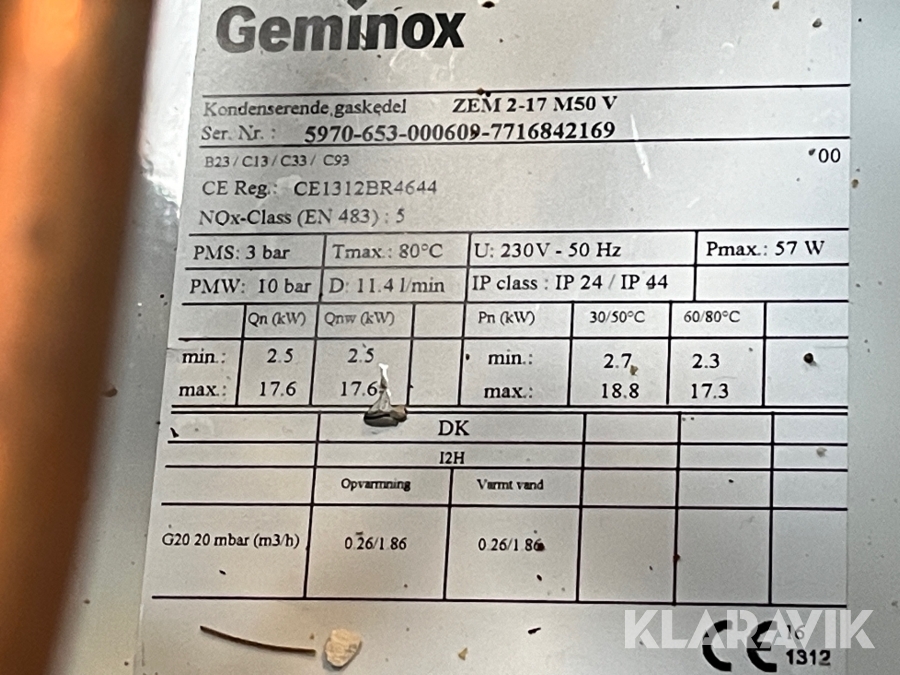 Geminox
Kondenserende gaskedel ZEM 2-17 M50 V
Ser. Nr. : 5970-653-000609-7716842169
B23 / C13 / C33 / C93 *00
CE Reg.: CE1312BR4644
NOx-Class (EN 483) : 5
PMS: 3 bar Tmax.: 80°C U: 230V - 50 Hz Pmax.: 57 W
PMW: 10 bar D: 11.4 l/min IP class : IP 24 / IP 44
Qn (kW) Qnw (kW) Pn (kW) 30/50°C 60/80°C
min.: 2.5 2.5 min.: 2.7 2.3
max.: 17.6 17.6 max.: 18.8 17.3
DK
I2H
Opvarmning Varmt vand
G20 20 mbar (m3/h) 0.26/1.86 0.26/1.86
KLARAVIK
CE 16
1312